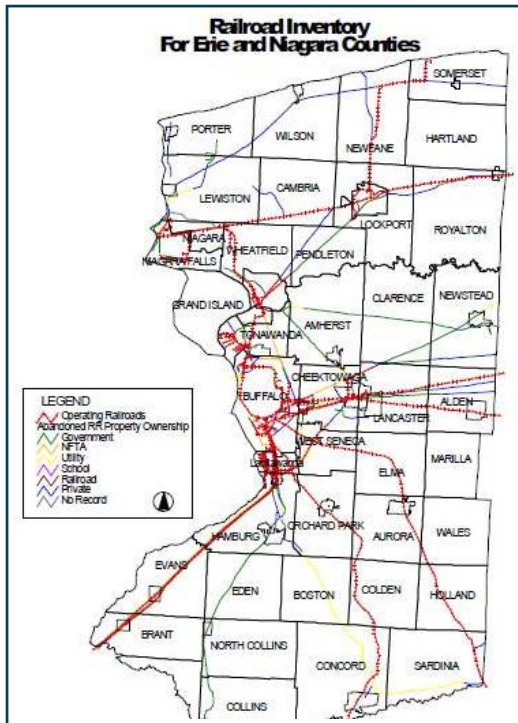 Railroad Inventory
For Erie and Niagara Counties
SOMERSET
PORTER
WILSON
NEWFANE
HARTLAND
LEWISTON
CAMBRIA
LOCKPORT
ROYALTON
NIAGARA
WHEATFIELD
PENDLETON
NIAGARA FALLS
GRAND ISLAND
CLARENCE
NEWSTEAD
TONAWANDA
AMHERST
CHEEKTOWAGA
BUFFALO
LANCASTER
ALDEN
WEST SENECA
Lackawanna
ELMA
MARILLA
HAMBURG
ORCHARD PARK
AURORA
WALES
EVANS
EDEN
BOSTON
COLDEN
HOLLAND
BRANT
NORTH COLLINS
CONCORD
SARDINIA
COLLINS
LEGEND
Operating Railroads
Abandoned RR Property Ownership
Government
NFTA
Utility
School
Railroad
Private
No Record